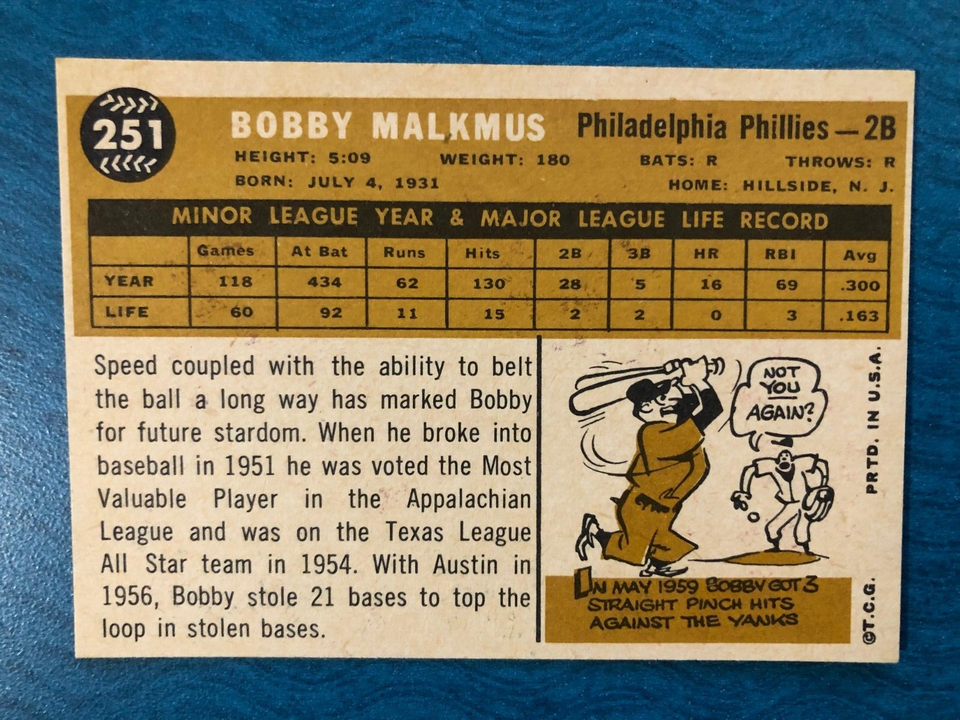 251
BOBBY MALKMUS Philadelphia Phillies — 2B
HEIGHT: 5:09 WEIGHT: 180 BATS: R THROWS: R
BORN: JULY 4, 1931 HOME: HILLSIDE, N. J.
MINOR LEAGUE YEAR & MAJOR LEAGUE LIFE RECORD
Games At Bat Runs Hits 2B 3B HR RBI Avg
YEAR 118 434 62 130 28 5 16 69 .300
LIFE 60 92 11 15 2 2 0 3 .163
Speed coupled with the ability to belt
the ball a long way has marked Bobby
for future stardom. When he broke into
baseball in 1951 he was voted the Most
Valuable Player in the Appalachian
League and was on the Texas League
All Star team in 1954. With Austin in
1956, Bobby stole 21 bases to top the
loop in stolen bases.
NOT
YOU
AGAIN?
IN MAY 1959 BOBBY GOT 3
STRAIGHT PINCH HITS
AGAINST THE YANKS
©T.C.G. PRTD. IN U.S.A.